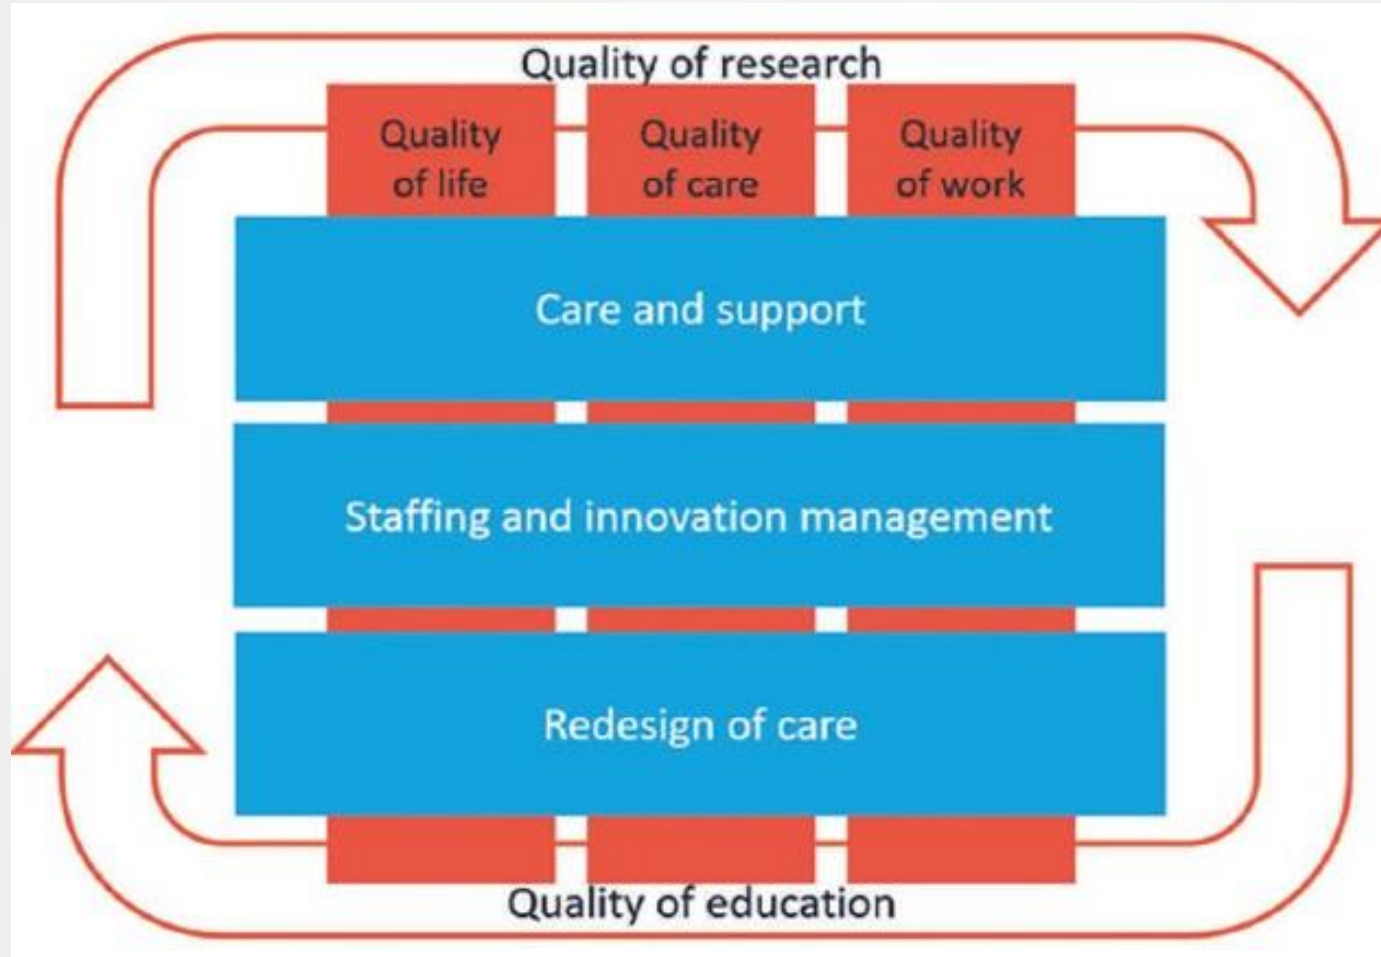 Quality of research
Quality
of life
Quality
of care
Quality
of work
Care and support
Staffing and innovation management
Redesign of care
Quality of education